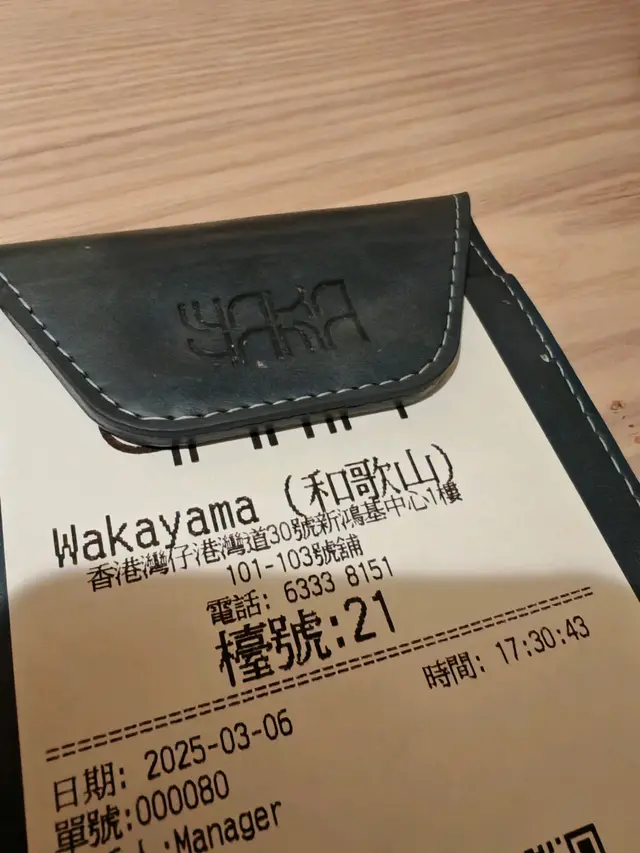 YAKA
Wakayama (和歌山)
香港灣仔港灣道30號新鴻基中心1樓
101-103號鋪
電話: 6333 8151
檯號:21
時間: 17:30:43
日期: 2025-03-06
單號:000080
:Manager